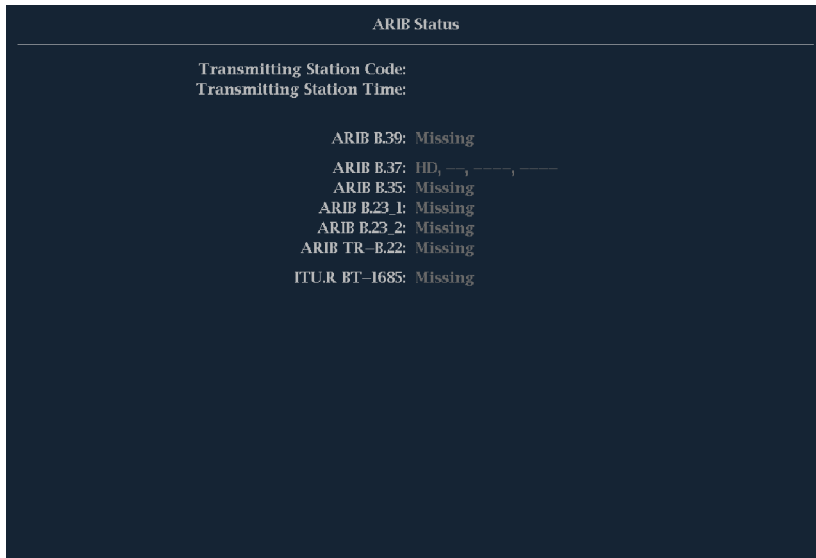 ARIB Status
Transmitting Station Code:
Transmitting Station Time:
ARIB B.39: Missing
ARIB B.37: HD, --, ----, ----
ARIB B.35: Missing
ARIB B.23_1: Missing
ARIB B.23_2: Missing
ARIB TR-B.22: Missing
ITU.R BT-1685: Missing